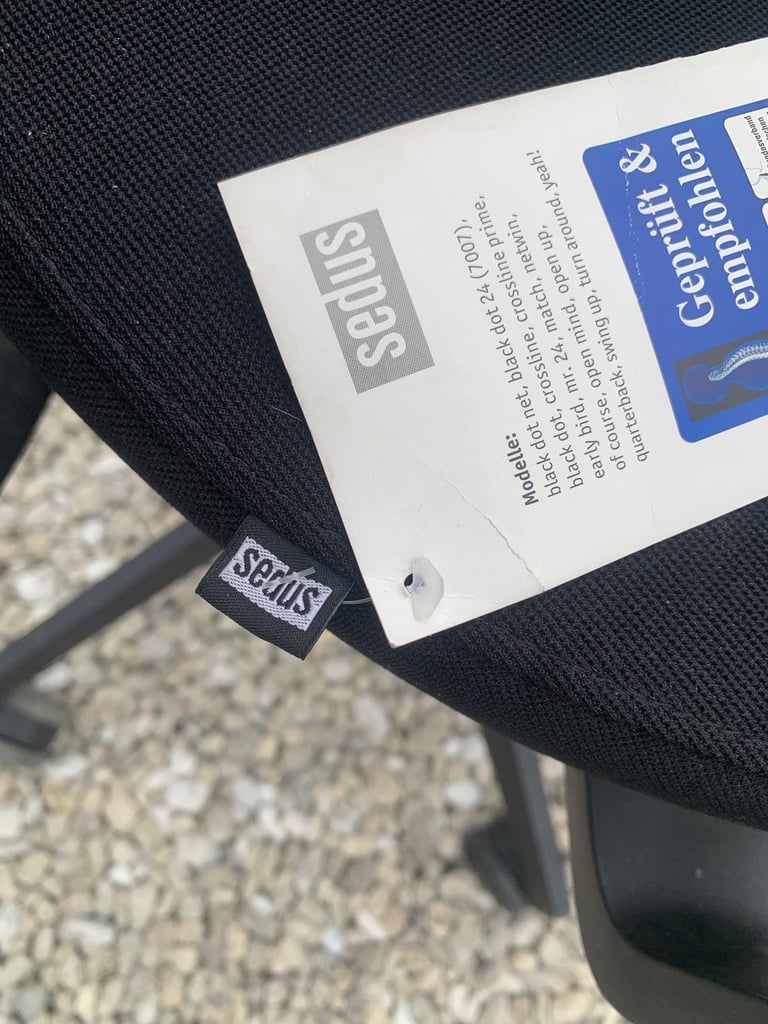 sedus
Modelle:
black dot net, black dot 24 (7007),
black dot, crossline, crossline prime,
early bird, mr. 24, match, netwin,
of course, open mind, open up,
quarterback, swing up, turn around, yeah!
Geprüft &
empfohlen
sedus